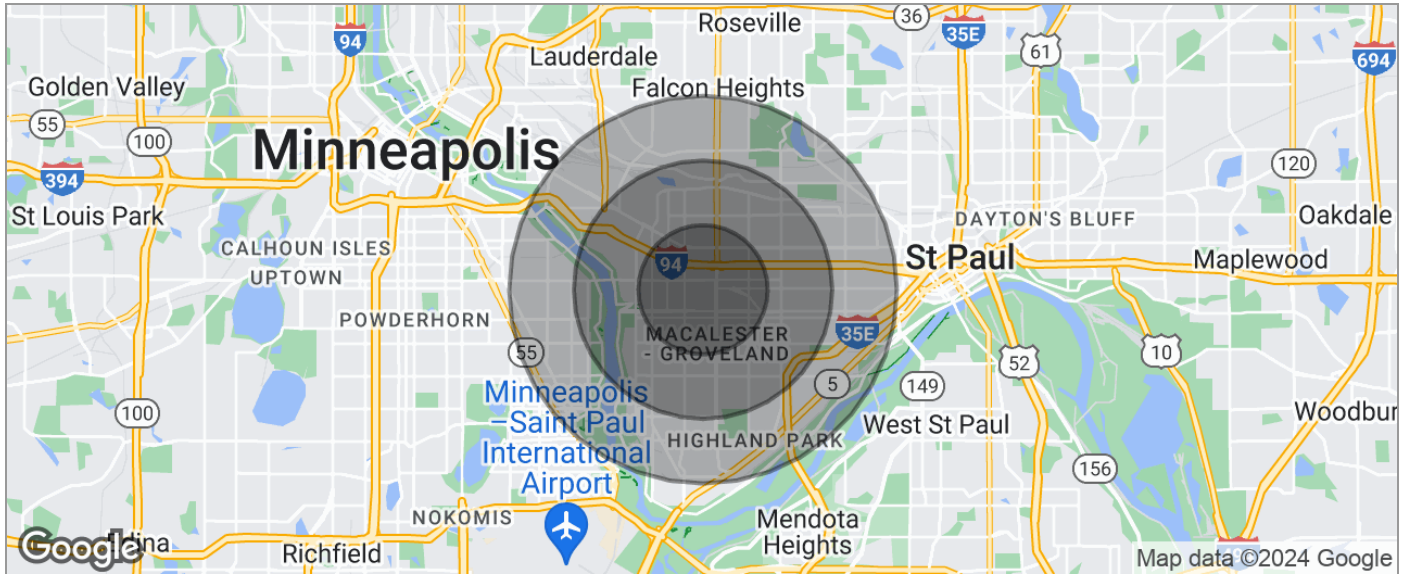 Roseville
36
35E
61
694
94
Lauderdale
Golden Valley
Falcon Heights
55
100
Minneapolis
394
120
St Louis Park
DAYTON'S BLUFF
Oakdale
CALHOUN ISLES
UPTOWN
94
St Paul
Maplewood
POWDERHORN
MACALESTER
- GROVELAND
35E
55
52
10
5
149
Minneapolis
–Saint Paul
International
Airport
100
HIGHLAND PARK
West St Paul
Woodbur
156
NOKOMIS
Mendota
Heights
Richfield
Google
Map data ©2024 Google